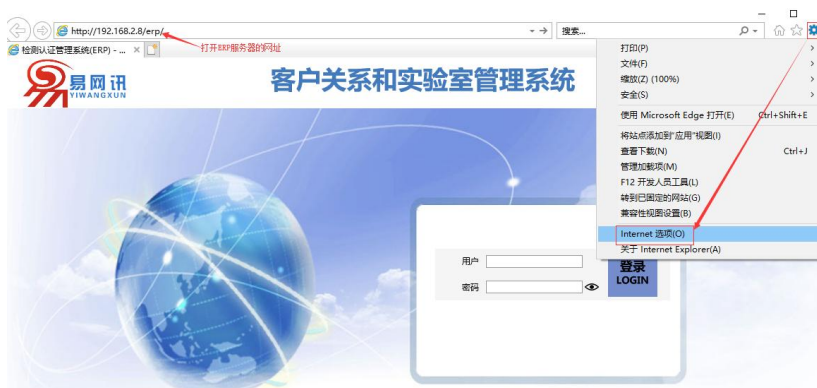 http://192.168.2.8/erp/
搜索...
检测认证管理系统(ERP) - ...
打开ERP服务器的网址
易网讯
YIWANGXUN
客户关系和实验室管理系统
打印(P)
文件(F)
缩放(Z) (100%)
安全(S)
使用 Microsoft Edge 打开(E) Ctrl+Shift+E
将站点添加到“应用”视图(I)
查看下载(N) Ctrl+J
管理加载项(M)
F12 开发人员工具(L)
转到已固定的网站(G)
兼容性视图设置(B)
Internet 选项(O)
关于 Internet Explorer(A)
用户
密码
登录
LOGIN